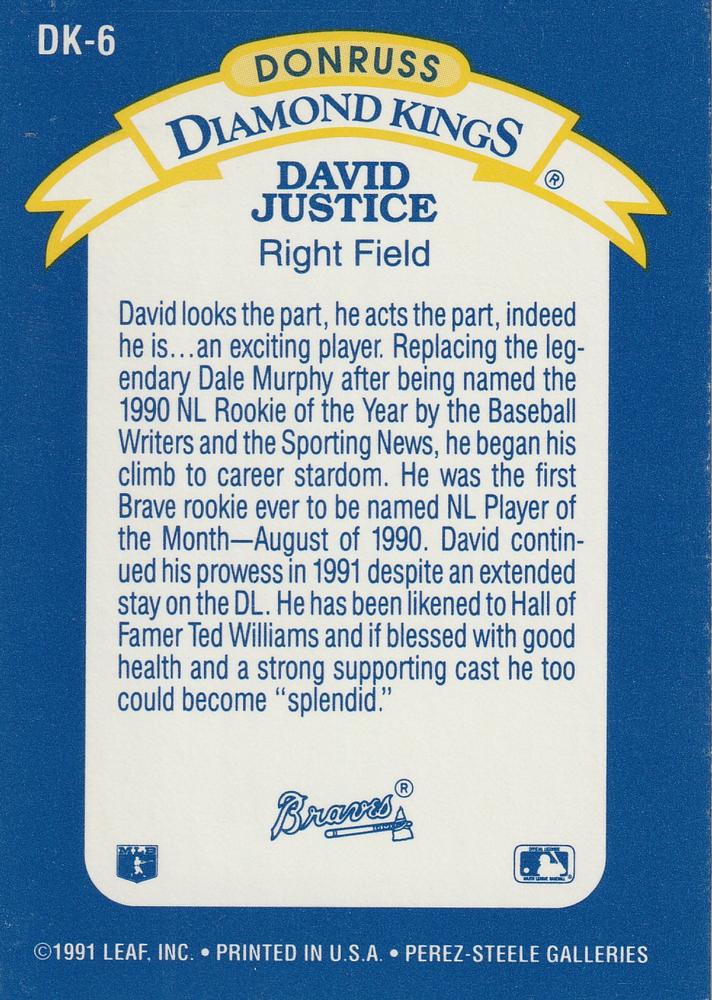 DK-6
DONRUSS
DIAMOND KINGS
®
DAVID
JUSTICE
Right Field
David looks the part, he acts the part, indeed
he is...an exciting player. Replacing the leg-
endary Dale Murphy after being named the
1990 NL Rookie of the Year by the Baseball
Writers and the Sporting News, he began his
climb to career stardom. He was the first
Brave rookie ever to be named NL Player of
the Month—August of 1990. David contin-
ued his prowess in 1991 despite an extended
stay on the DL. He has been likened to Hall of
Famer Ted Williams and if blessed with good
health and a strong supporting cast he too
could become “splendid.”
Braves ®
MLB
OFFICIAL LICENSEE
MAJOR LEAGUE BASEBALL ®
©1991 LEAF, INC. • PRINTED IN U.S.A. • PEREZ-STEELE GALLERIES